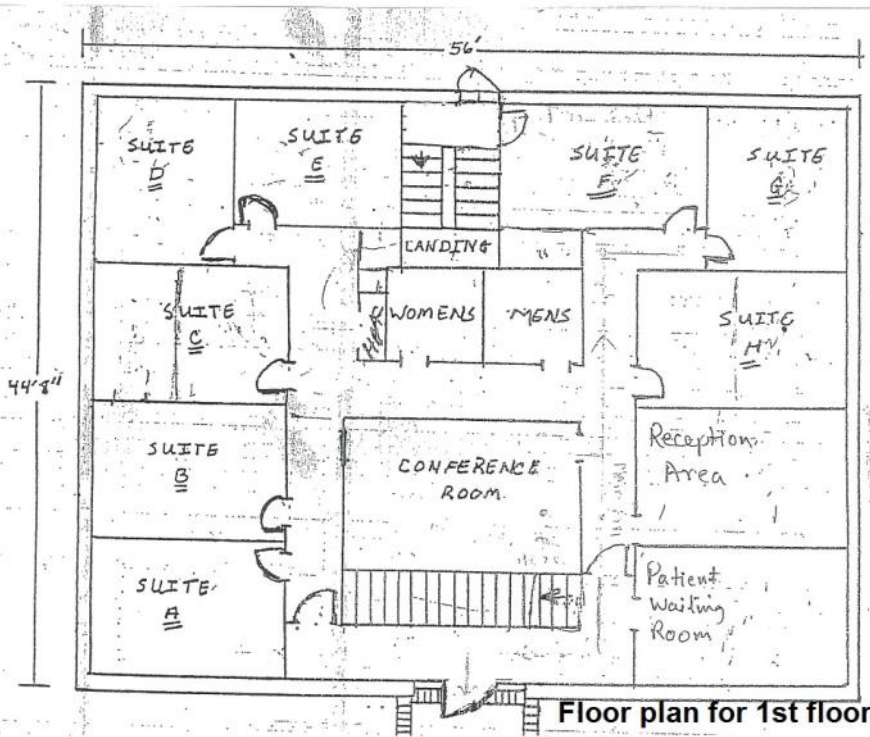 56'
SUITE
D
SUITE
E
SUITE
F
SUITE
G
LANDING
SUITE
C
WOMENS
MENS
SUITE
H
44'8"
SUITE
B
CONFERENCE
ROOM
Reception
Area
SUITE
A
Patient
Waiting
Room
Floor plan for 1st floor